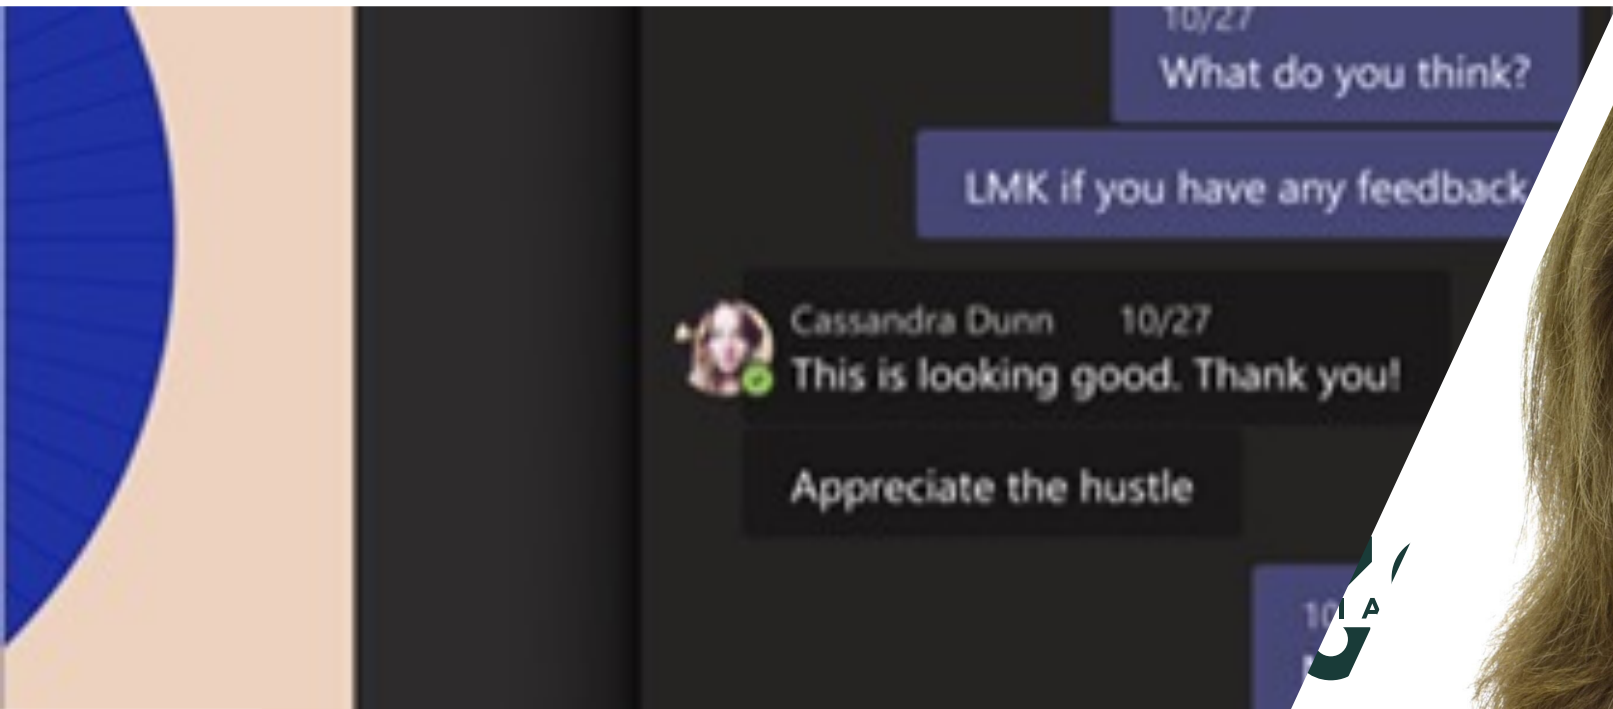 10/27
What do you think?
LMK if you have any feedback
Cassandra Dunn 10/27
This is looking good. Thank you!
Appreciate the hustle